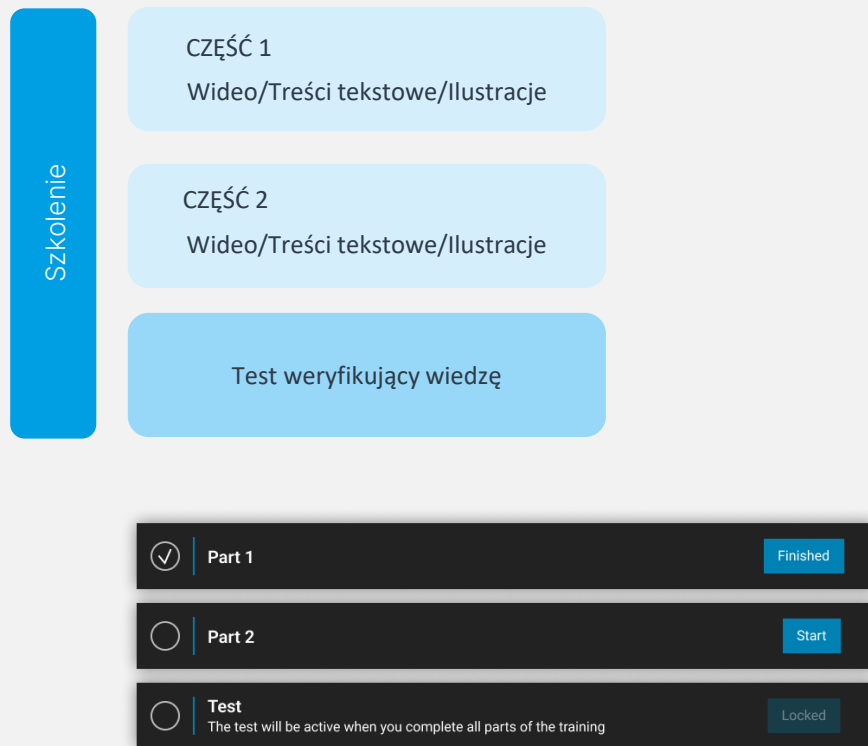 Szkolenie
CZĘŚĆ 1
Wideo/Treści tekstowe/Ilustracje
CZĘŚĆ 2
Wideo/Treści tekstowe/Ilustracje
Test weryfikujący wiedzę
Part 1
Finished
Part 2
Start
Test
The test will be active when you complete all parts of the training
Locked